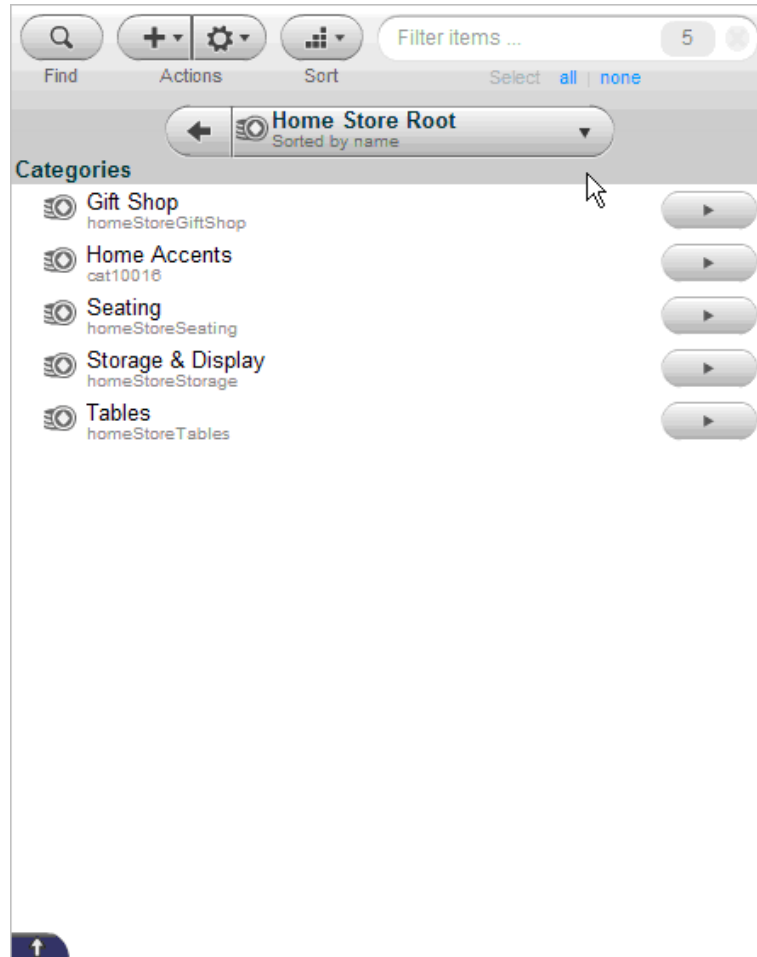 Filter items ... 5
Find Actions Sort Select all | none
Home Store Root
Sorted by name
Categories
Gift Shop
homeStoreGiftShop
Home Accents
cat10016
Seating
homeStoreSeating
Storage & Display
homeStoreStorage
Tables
homeStoreTables